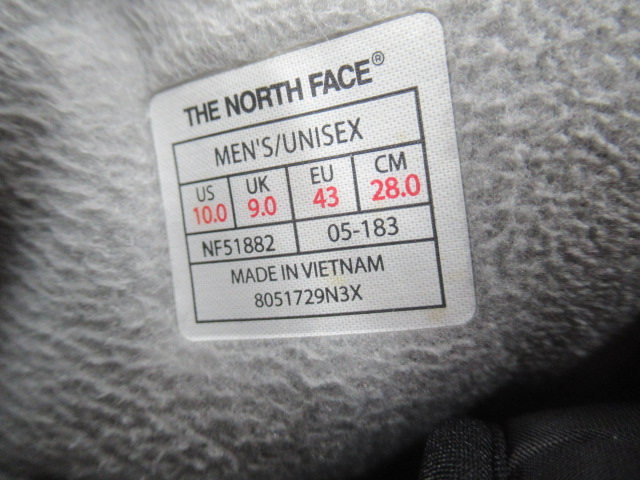 THE NORTH FACE®
MEN'S/UNISEX
US UK EU CM
10.0 9.0 43 28.0
NF51882 05-183
MADE IN VIETNAM
8051729N3X